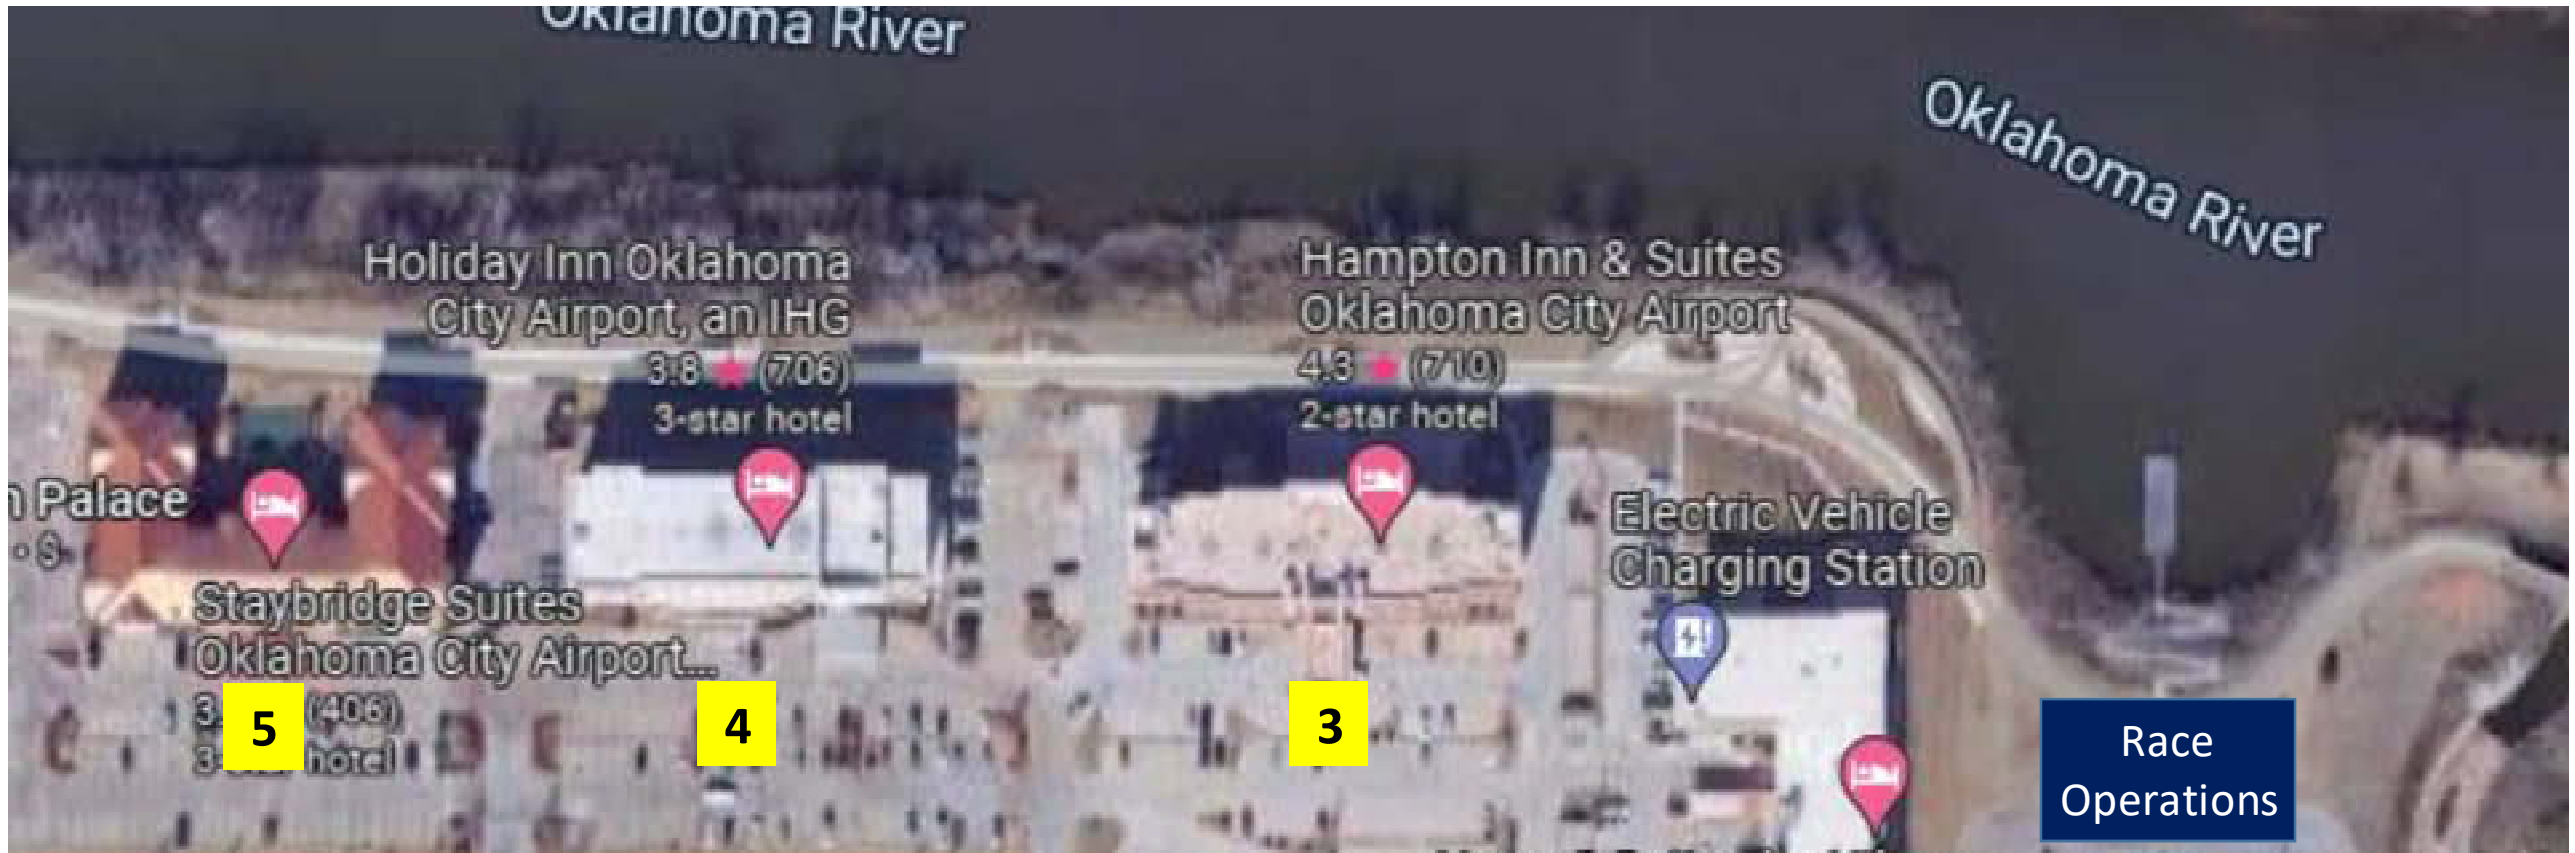 Oklahoma River
Oklahoma River
Holiday Inn Oklahoma
City Airport, an IHG
3.8 (706)
3-star hotel
Hampton Inn & Suites
Oklahoma City Airport
4.3 (710)
2-star hotel
Palace
Electric Vehicle
Charging Station
Staybridge Suites
Oklahoma City Airport...
3. (406)
hotel
5
4
3
Race
Operations